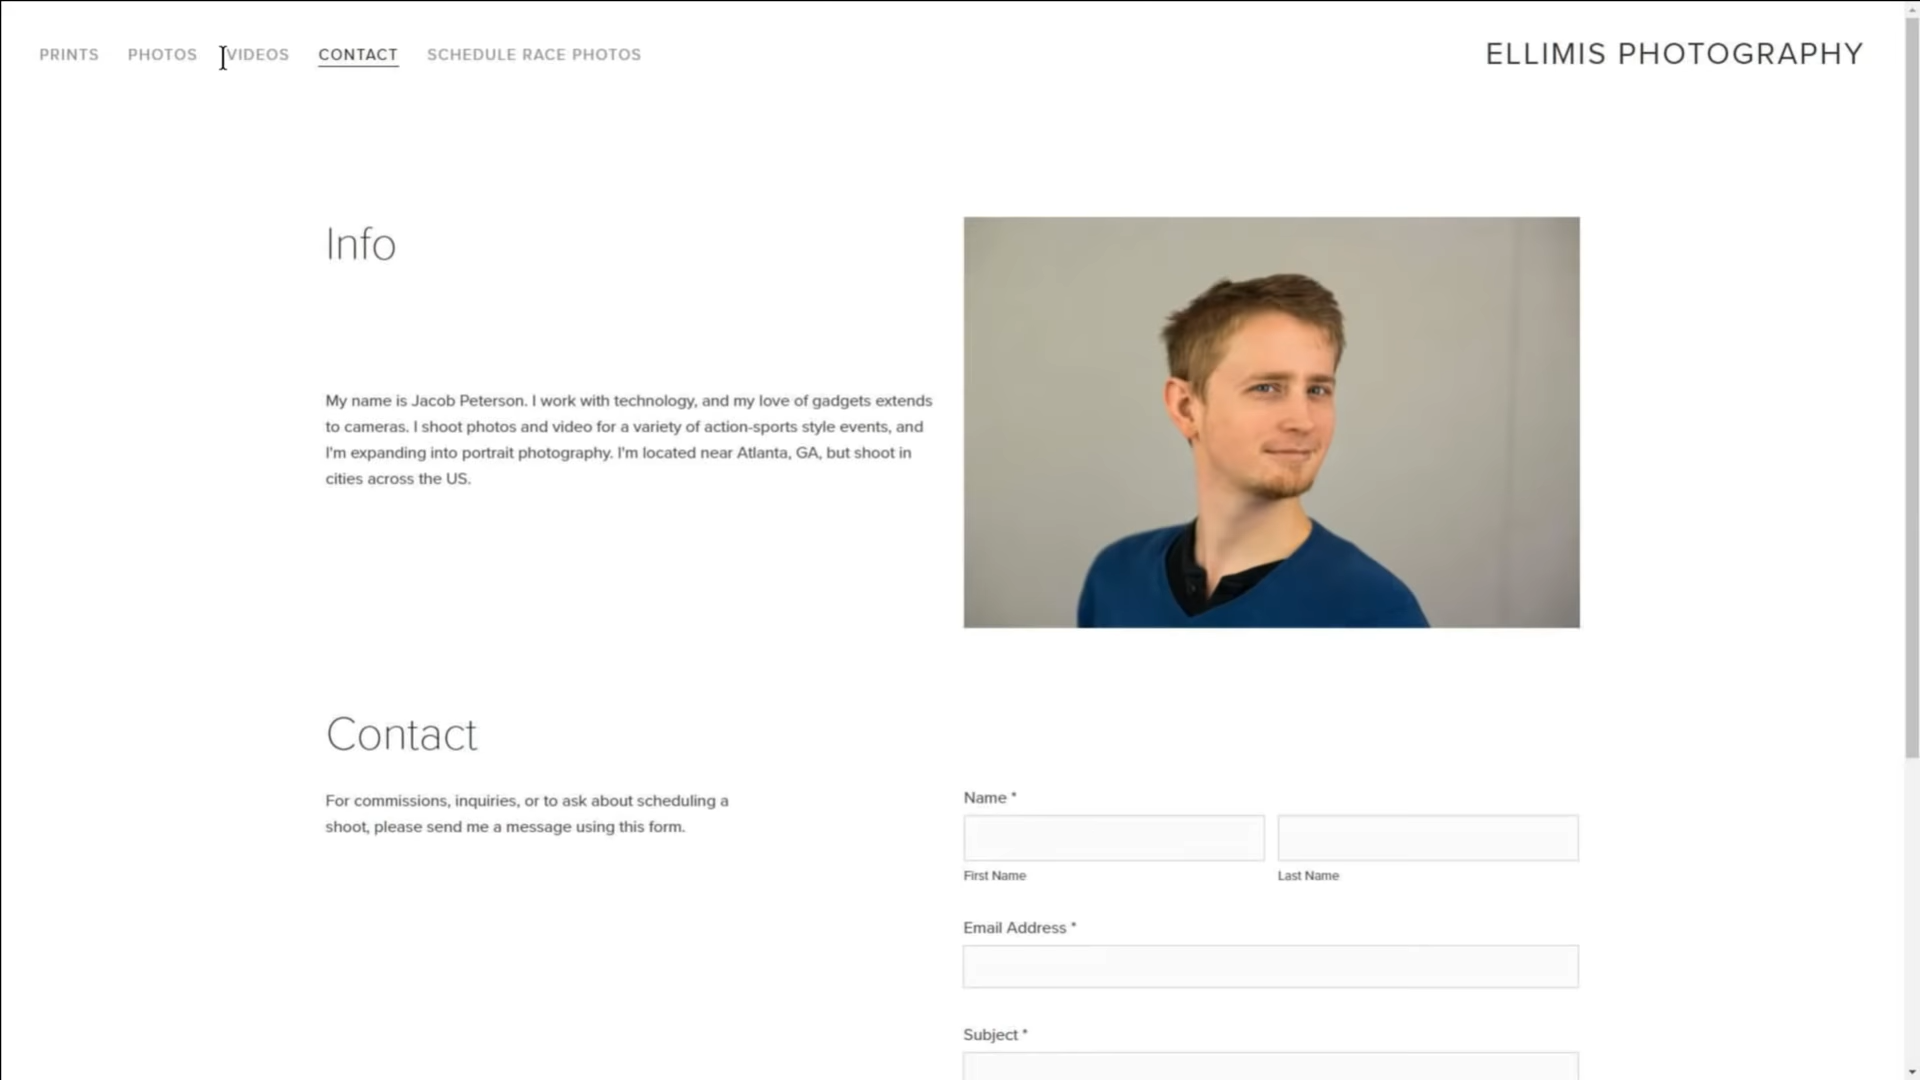 PRINTS PHOTOS VIDEOS CONTACT SCHEDULE RACE PHOTOS
ELLIMIS PHOTOGRAPHY
Info
My name is Jacob Peterson. I work with technology, and my love of gadgets extends
to cameras. I shoot photos and video for a variety of action-sports style events, and
I'm expanding into portrait photography. I'm located near Atlanta, GA, but shoot in
cities across the US.
Contact
For commissions, inquiries, or to ask about scheduling a
shoot, please send me a message using this form.
Name *
First Name Last Name
Email Address *
Subject *